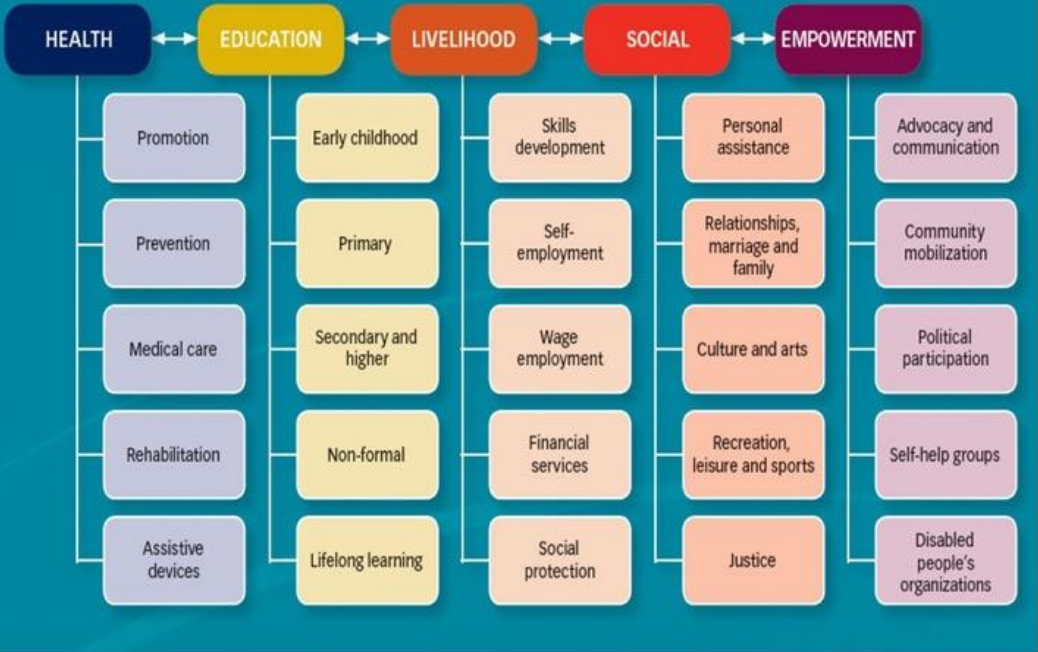 HEALTH
EDUCATION
LIVELIHOOD
SOCIAL
EMPOWERMENT
Promotion
Prevention
Medical care
Rehabilitation
Assistive
devices
Early childhood
Primary
Secondary and
higher
Non-formal
Lifelong learning
Skills
development
Self-
employment
Wage
employment
Financial
services
Social
protection
Personal
assistance
Relationships,
marriage and
family
Culture and arts
Recreation,
leisure and sports
Justice
Advocacy and
communication
Community
mobilization
Political
participation
Self-help groups
Disabled
people's
organizations